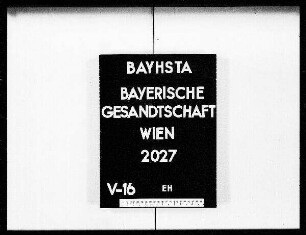 BAYHSTA
BAYERISCHE
GESANDTSCHAFT
WIEN
2027
V-16 EH